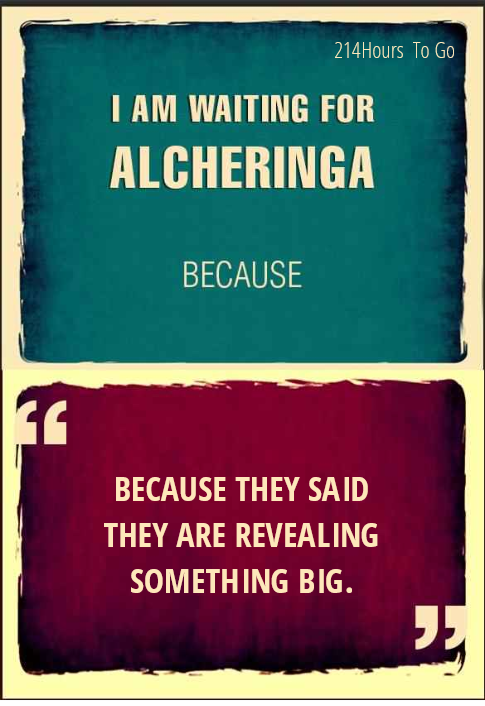 214Hours To Go
I AM WAITING FOR
ALCHERINGA
BECAUSE
“
BECAUSE THEY SAID
THEY ARE REVEALING
SOMETHING BIG.
”